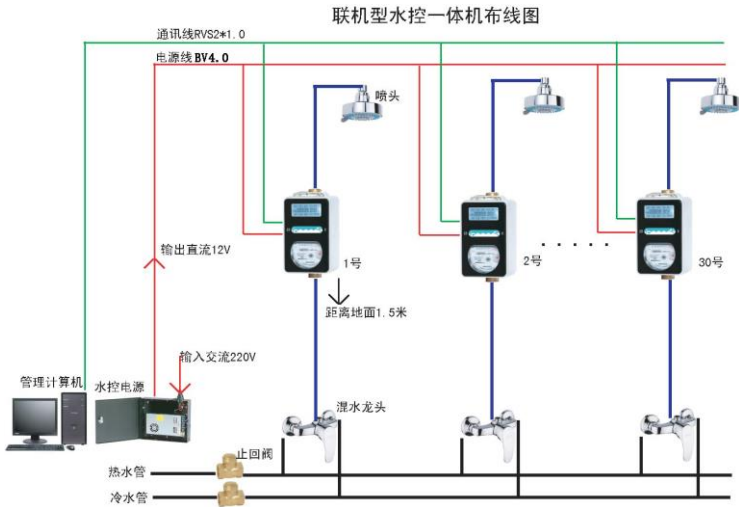 联机型水控一体机布线图
通讯线RVS2*1.0
电源线BV4.0
喷头
输出直流12V
1号
2号
30号
距离地面1.5米
输入交流220V
管理计算机
水控电源
混水龙头
止回阀
热水管
冷水管